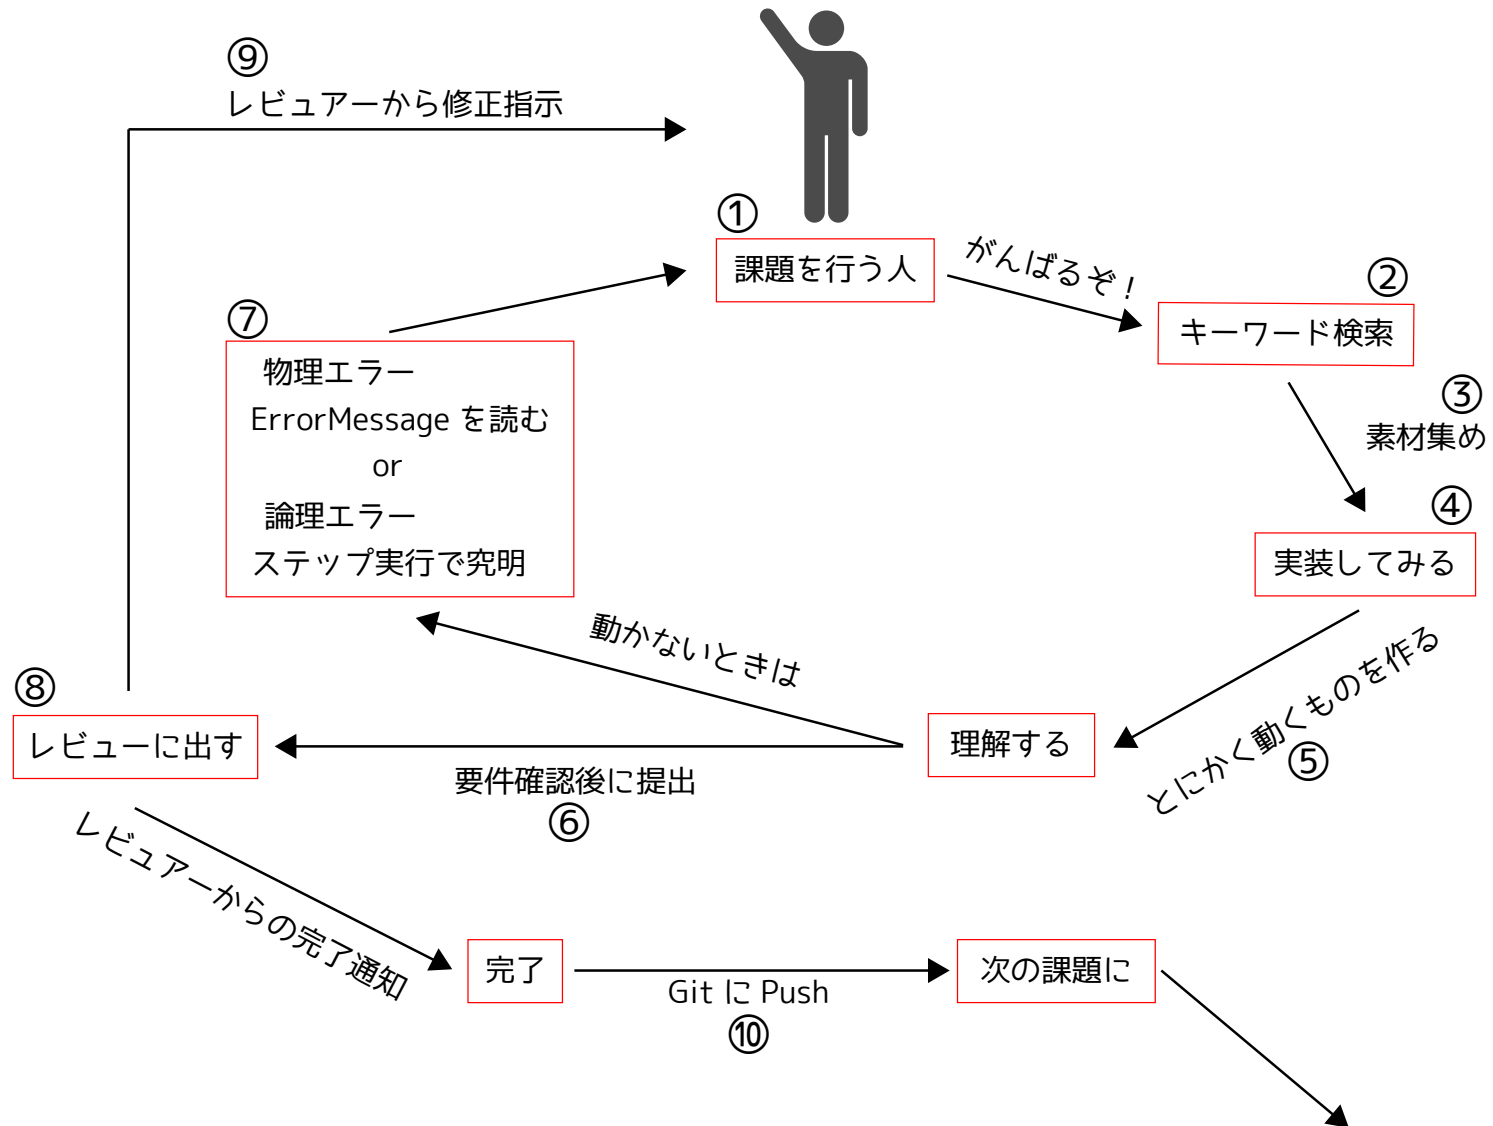 ⑨
レビュアーから修正指示
①
課題を行う人
がんばるぞ！
②
キーワード検索
③
素材集め
④
実装してみる
とにかく動くものを作る
⑤
理解する
動かないときは
⑦
物理エラー
ErrorMessage を読む
or
論理エラー
ステップ実行で究明
要件確認後に提出
⑥
⑧
レビューに出す
レビュアーからの完了通知
完了
Git に Push
⑩
次の課題に